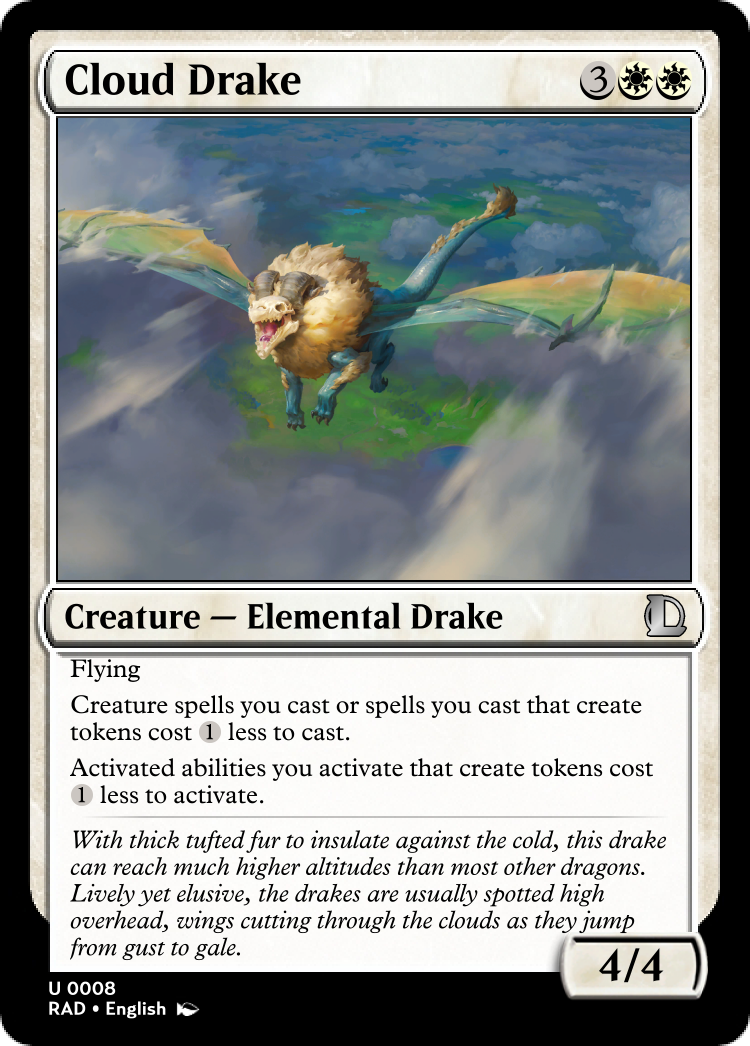 Cloud Drake 3
Creature — Elemental Drake
Flying
Creature spells you cast or spells you cast that create
tokens cost 1 less to cast.
Activated abilities you activate that create tokens cost
1 less to activate.
With thick tufted fur to insulate against the cold, this drake
can reach much higher altitudes than most other dragons.
Lively yet elusive, the drakes are usually spotted high
overhead, wings cutting through the clouds as they jump
from gust to gale.
4/4
U 0008
RAD • English